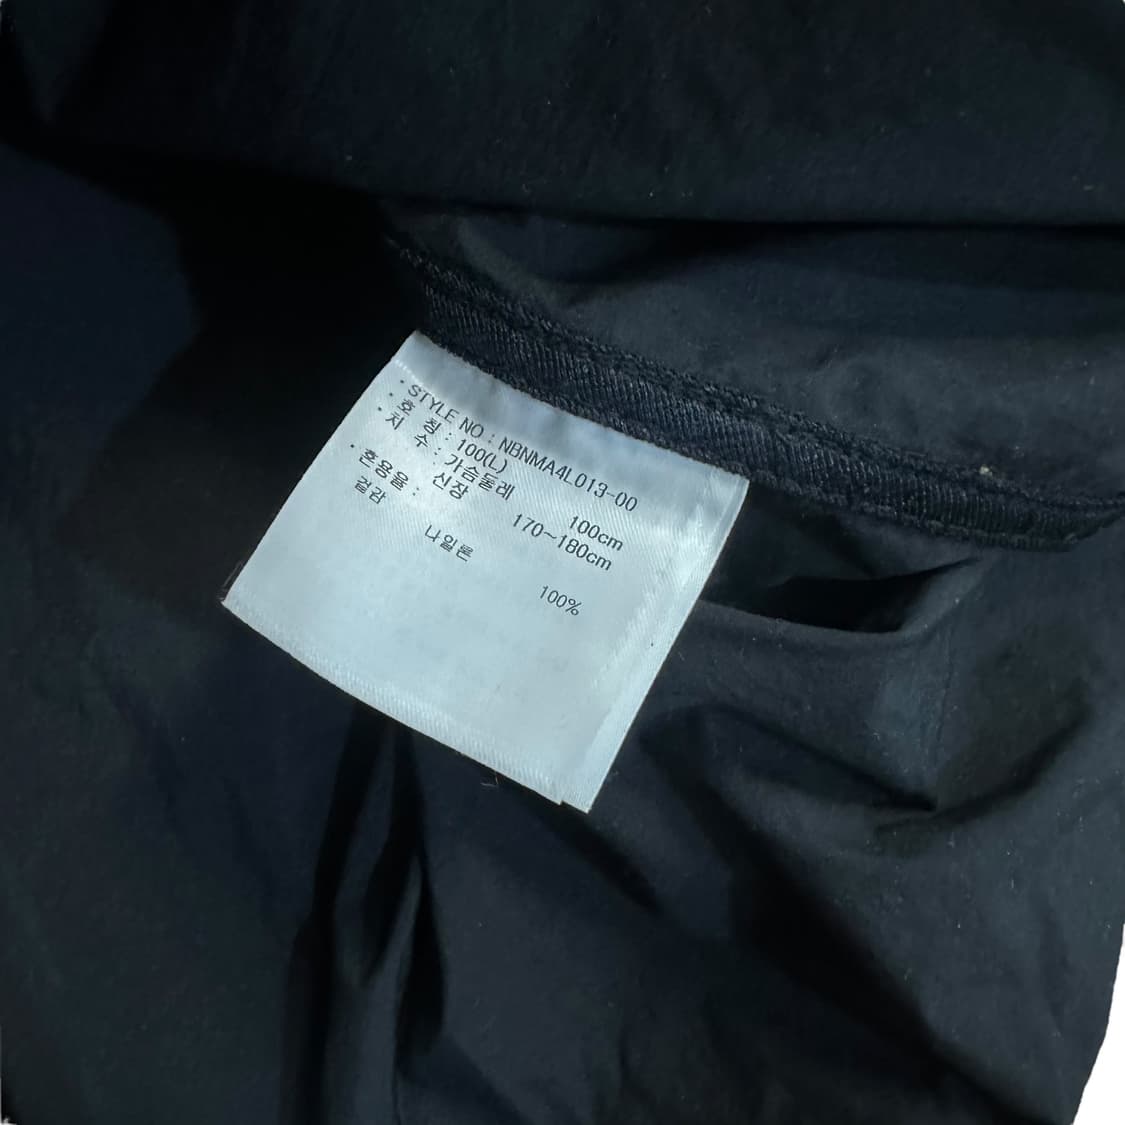 · STYLE NO : NBNMA4L013-00
· 호 칭 : 100(L)
· 치 수 : 가슴둘레 100cm
신장 170~180cm
· 혼용율 :
겉감 나일론 100%